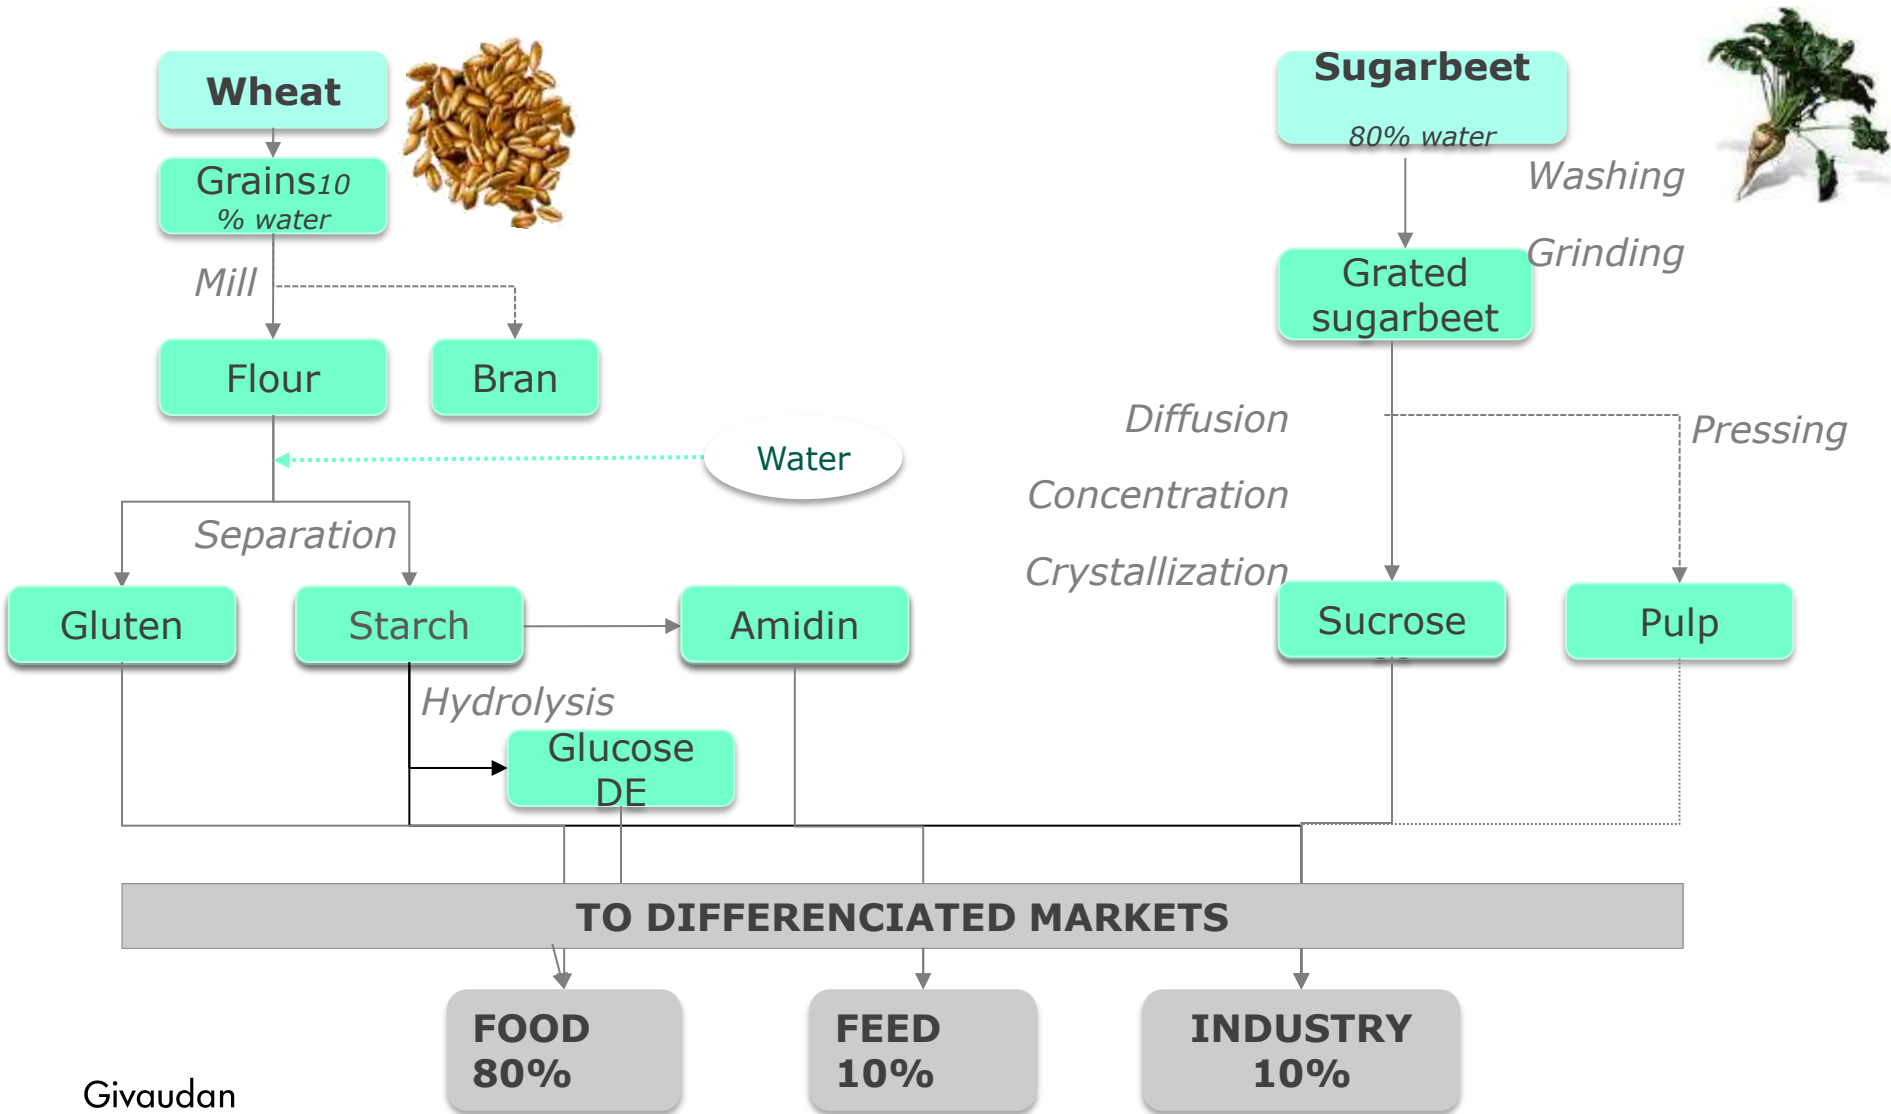 Wheat
Grains10
% water
Mill
Flour
Bran
Water
Separation
Gluten
Starch
Amidin
Hydrolysis
Glucose
DE
Sugarbeet
80% water
Washing
Grinding
Grated
sugarbeet
Diffusion
Pressing
Concentration
Crystallization
Sucrose
Pulp
TO DIFFERENCIATED MARKETS
FOOD
80%
FEED
10%
INDUSTRY
10%
Givaudan